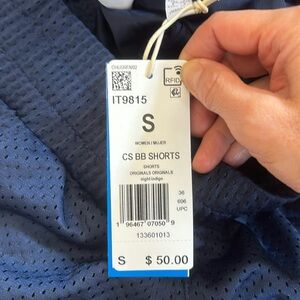 RFID
IT9815
S
WOMEN / MUJER
CS BB SHORTS
SHORTS
ORIGINALS ORIGINALS
night indigo
36
606
UPC
1 96467 07050 9
133601013
S $ 50.00